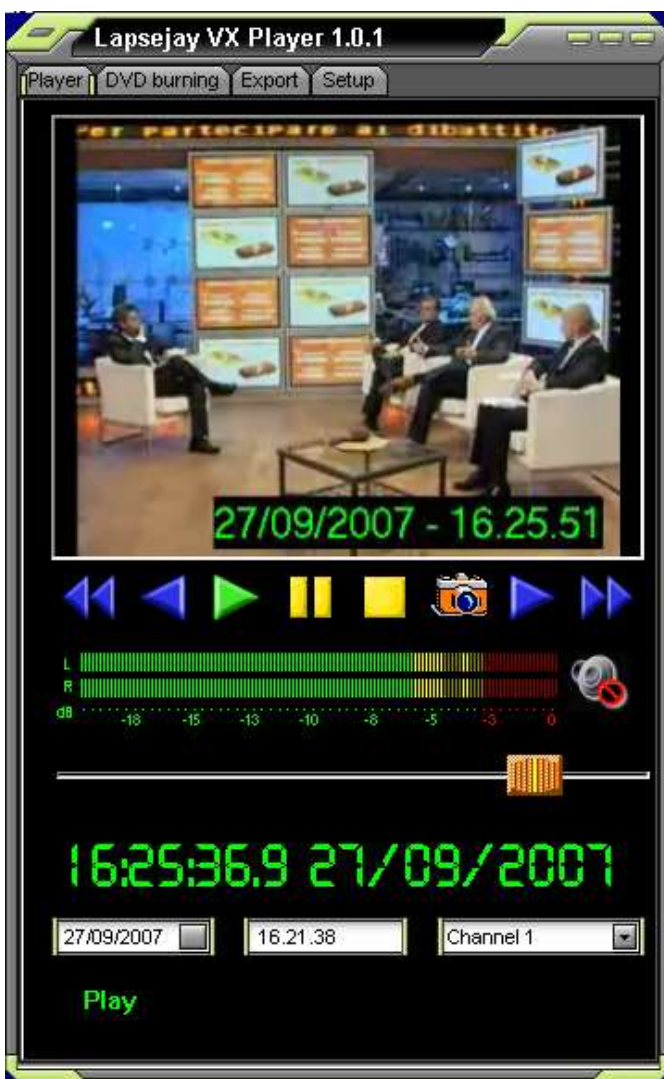 Lapsejay VX Player 1.0.1
Player DVD burning Export Setup
Per partecipare al dibattito
27/09/2007 - 16.25.51
L
R
dB -18 -15 -13 -10 -8 -5 -3 0
16:25:36.9 27/09/2007
27/09/2007 16.21.38 Channel 1
Play